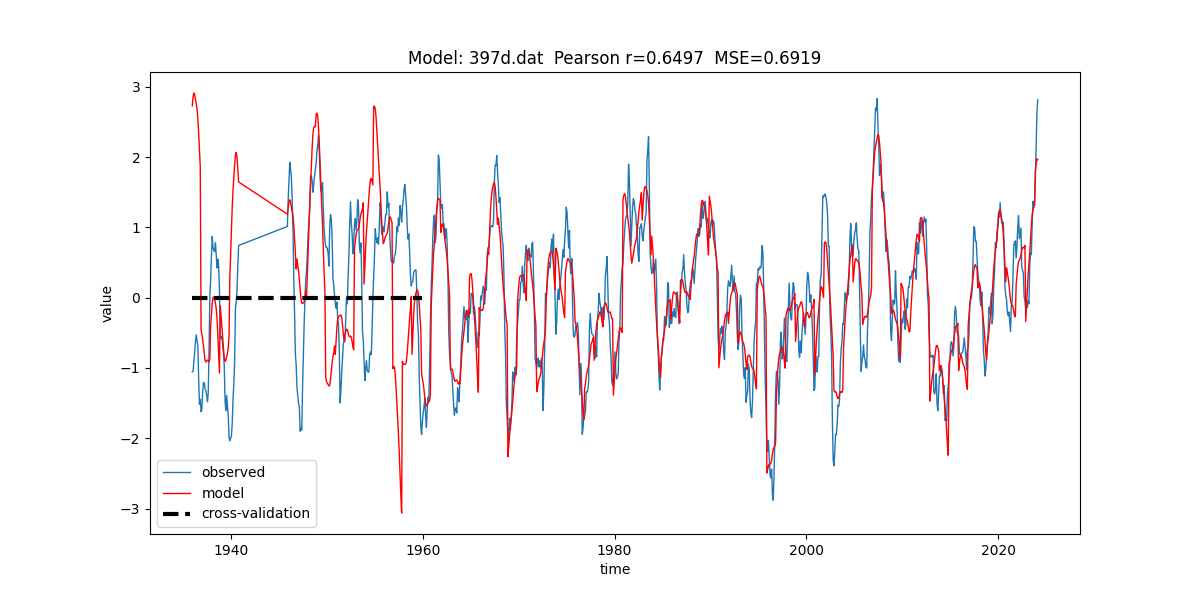 Model: 397d.dat  Pearson r=0.6497  MSE=0.6919
value
3
2
1
0
−1
−2
−3
observed
model
cross-validation
1940
1960
1980
2000
2020
time